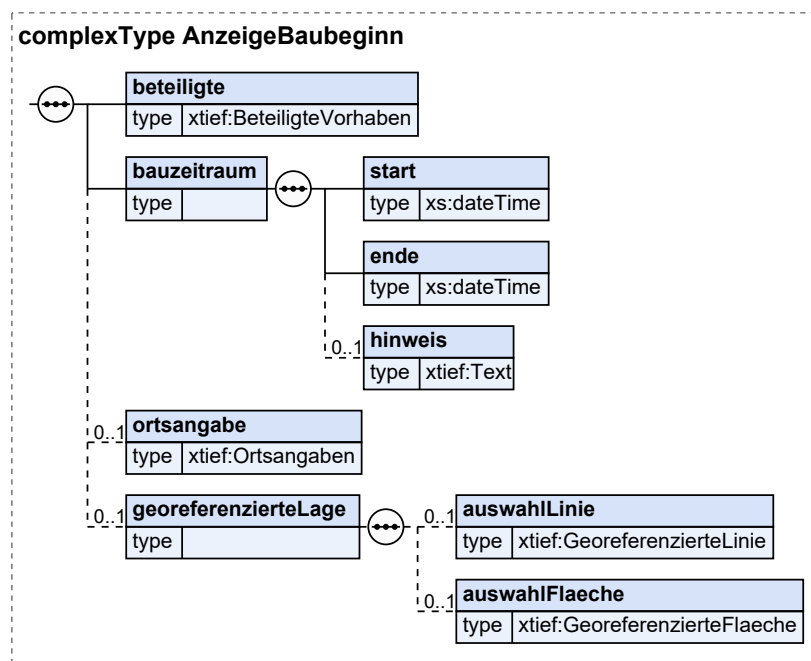 complexType AnzeigeBaubeginn
beteiligte
type xtief:BeteiligteVorhaben
bauzeitraum
type
start
type xs:dateTime
ende
type xs:dateTime
0..1 hinweis
type xtief:Text
0..1 ortsangabe
type xtief:Ortsangaben
0..1 georeferenzierteLage
type
0..1 auswahlLinie
type xtief:GeoreferenzierteLinie
0..1 auswahlFlaeche
type xtief:GeoreferenzierteFlaeche